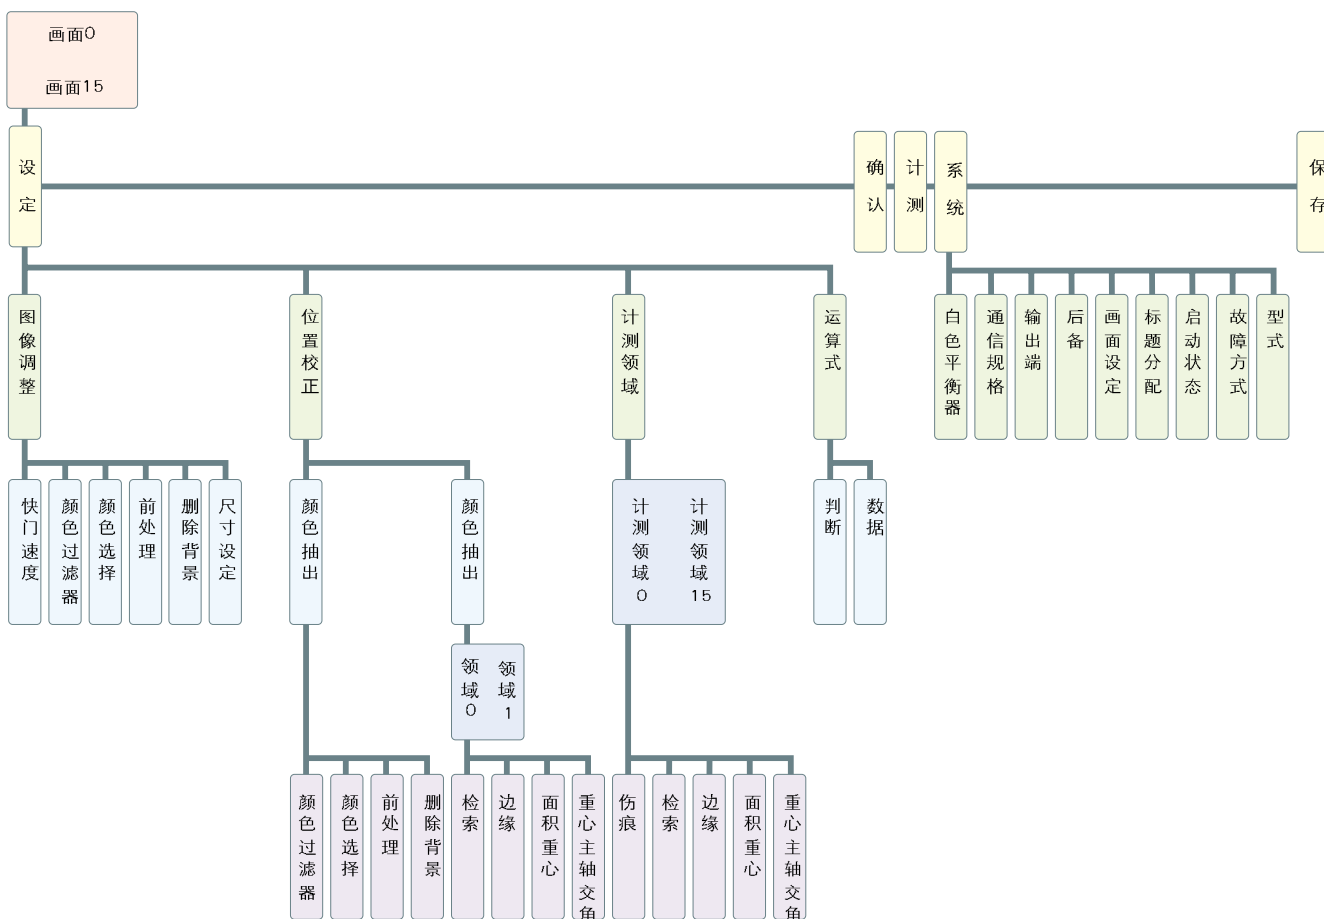 画面0
画面15
设定
确认
计测
系统
保存
图像调整
位置校正
计测领域
运算式
白色平衡器
通信规格
输出端
后备
画面设定
标题分配
启动状态
故障方式
型式
快门速度
颜色过滤器
颜色选择
前处理
删除背景
尺寸设定
颜色抽出
颜色抽出
计测领域0
计测领域15
判断
数据
领域0
领域1
颜色过滤器
颜色选择
前处理
删除背景
检索
边缘
面积重心
重心主轴交角
伤痕
检索
边缘
面积重心
重心主轴交角